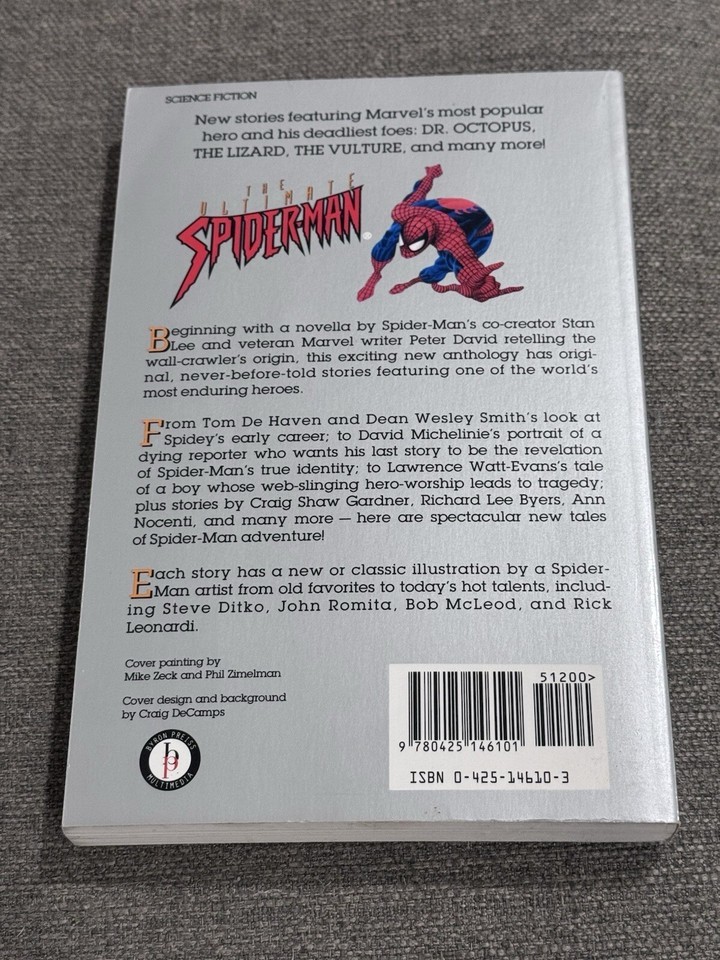 SCIENCE FICTION
New stories featuring Marvel's most popular
hero and his deadliest foes: DR. OCTOPUS,
THE LIZARD, THE VULTURE, and many more!
THE
ULTIMATE
SPIDER-MAN®
Beginning with a novella by Spider-Man's co-creator Stan
Lee and veteran Marvel writer Peter David retelling the
wall-crawler's origin, this exciting new anthology has origi-
nal, never-before-told stories featuring one of the world's
most enduring heroes.
From Tom De Haven and Dean Wesley Smith's look at
Spidey's early career; to David Michelinie's portrait of a
dying reporter who wants his last story to be the revelation
of Spider-Man's true identity; to Lawrence Watt-Evans's tale
of a boy whose web-slinging hero-worship leads to tragedy;
plus stories by Craig Shaw Gardner, Richard Lee Byers, Ann
Nocenti, and many more — here are spectacular new tales
of Spider-Man adventure!
Each story has a new or classic illustration by a Spider-
Man artist from old favorites to today's hot talents, includ-
ing Steve Ditko, John Romita, Bob McLeod, and Rick
Leonardi.
Cover painting by
Mike Zeck and Phil Zimelman
Cover design and background
by Craig DeCamps
BYRON PREISS
bp
MULTIMEDIA
51200>
9 780425 146101
ISBN 0-425-14610-3